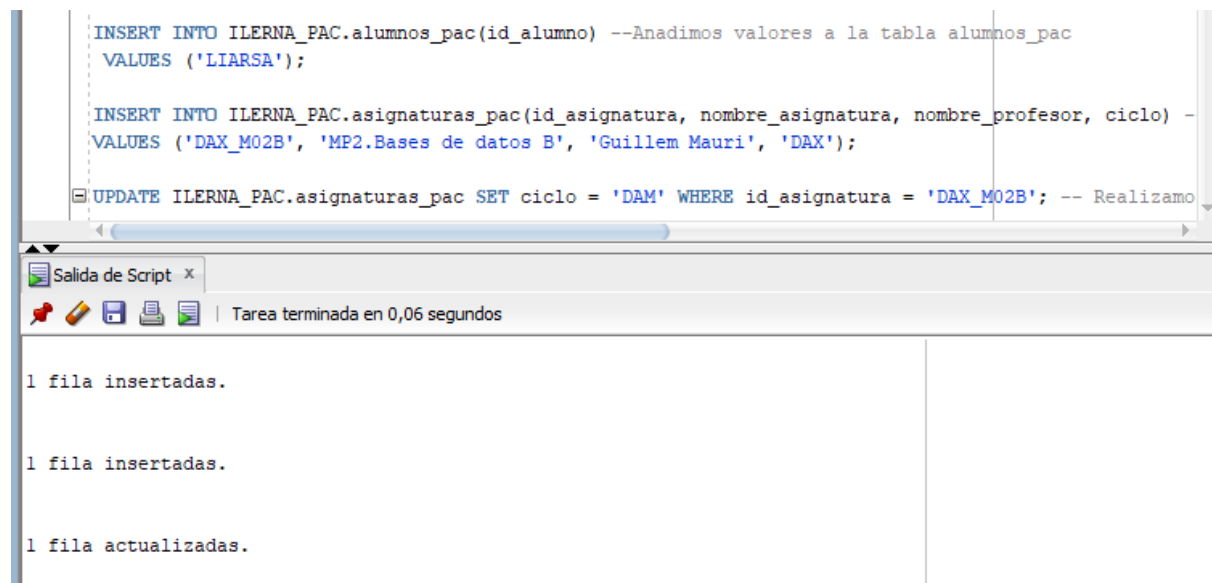 INSERT INTO ILERNA_PAC.alumnos_pac(id_alumno) --Anadimos valores a la tabla alumnos_pac
VALUES ('LIARSA');
INSERT INTO ILERNA_PAC.asignaturas_pac(id_asignatura, nombre_asignatura, nombre_profesor, ciclo) -
VALUES ('DAX_M02B', 'MP2.Bases de datos B', 'Guillem Mauri', 'DAX');
UPDATE ILERNA_PAC.asignaturas_pac SET ciclo = 'DAM' WHERE id_asignatura = 'DAX_M02B'; -- Realizamo
Salida de Script x
Tarea terminada en 0,06 segundos
1 fila insertadas.
1 fila insertadas.
1 fila actualizadas.